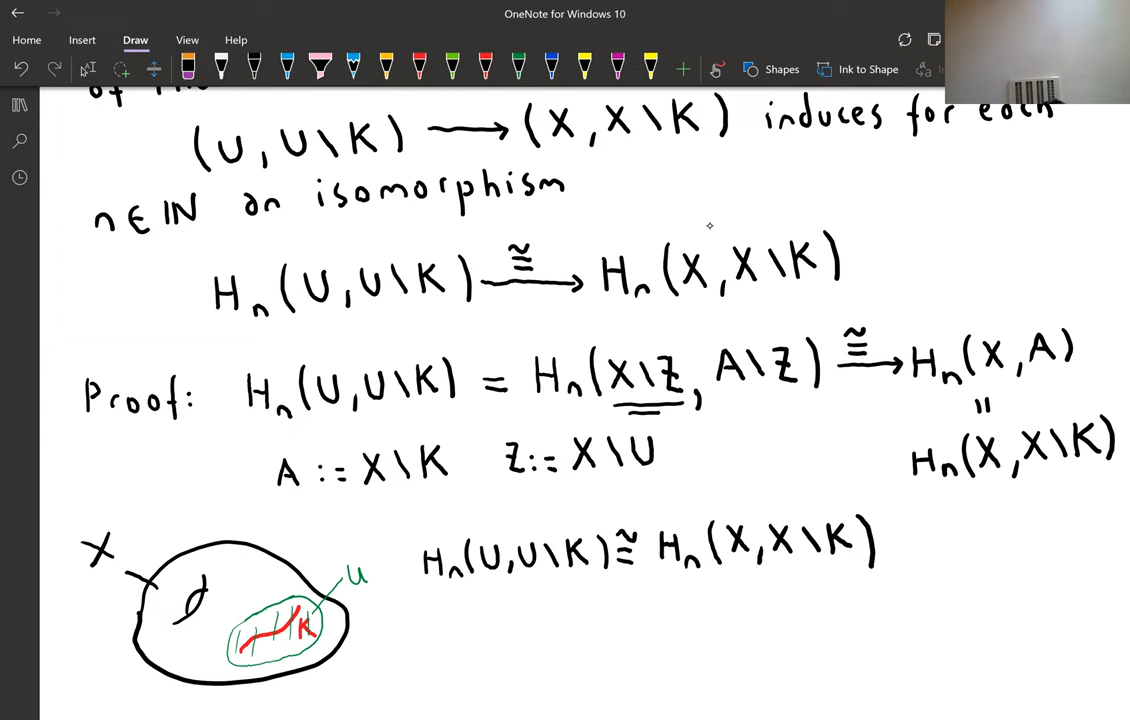 OneNote for Windows 10
Home Insert Draw View Help
Shapes Ink to Shape
of
(U, U\K) ⟶ (X, X\K) induces for each
n∈ℕ an isomorphism
Hₙ(U, U\K) ≅⟶ Hₙ(X, X\K)
Proof: Hₙ(U, U\K) = Hₙ(X\Z, A\Z) ≅⟶ Hₙ(X, A)
=
A := X\K Z := X\U Hₙ(X, X\K)
X Hₙ(U, U\K) ≅ Hₙ(X, X\K)
U
K